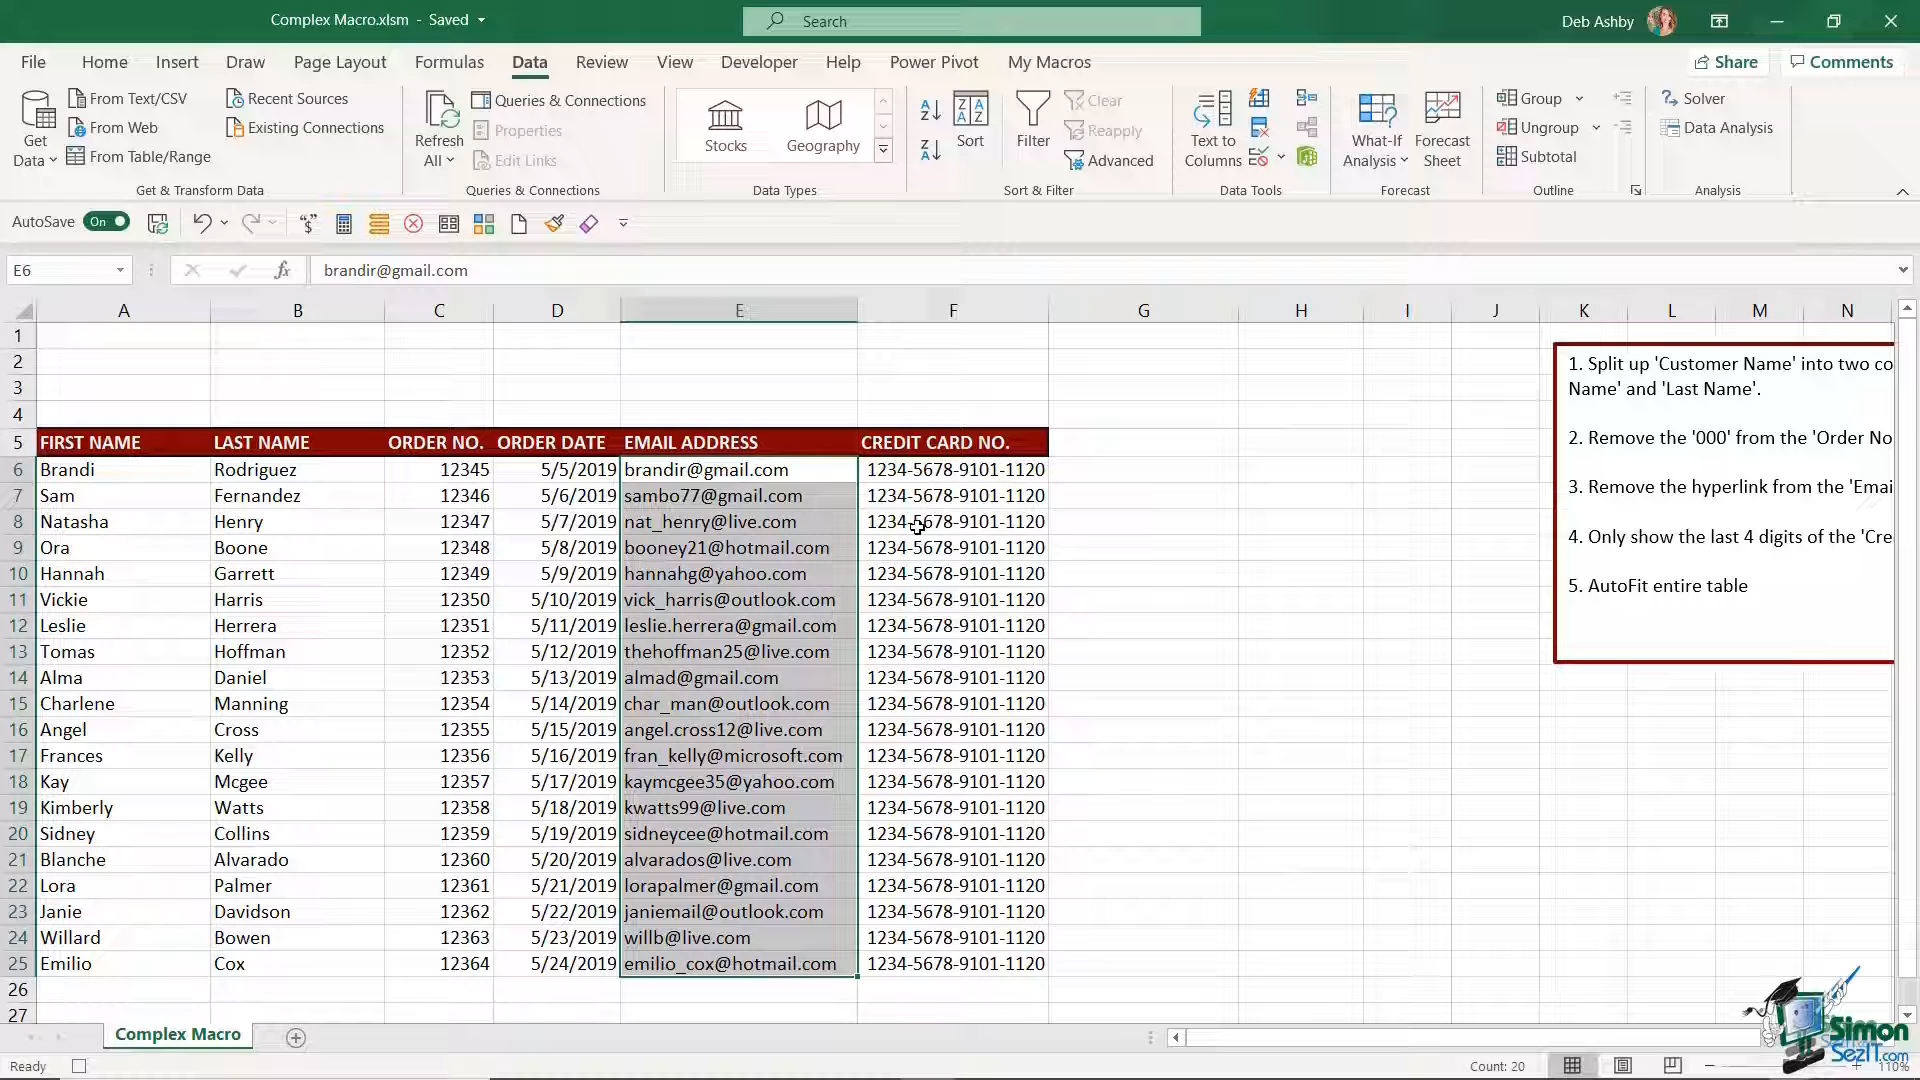 Complex Macro.xlsm - Saved
Search
Deb Ashby
File Home Insert Draw Page Layout Formulas Data Review View Developer Help Power Pivot My Macros Share Comments
Get Data
From Text/CSV
From Web
From Table/Range
Recent Sources
Existing Connections
Get & Transform Data
Refresh All
Queries & Connections
Properties
Edit Links
Queries & Connections
Stocks
Geography
Data Types
Sort
Filter
Clear
Reapply
Advanced
Sort & Filter
Text to Columns
Data Tools
What-If Analysis
Forecast Sheet
Forecast
Group
Ungroup
Subtotal
Outline
Solver
Data Analysis
Analysis
AutoSave On
E6 fx brandir@gmail.com
A B C D E F G H I J K L M N
1
2
3
4
5 FIRST NAME LAST NAME ORDER NO. ORDER DATE EMAIL ADDRESS CREDIT CARD NO.
6 Brandi Rodriguez 12345 5/5/2019 brandir@gmail.com 1234-5678-9101-1120
7 Sam Fernandez 12346 5/6/2019 sambo77@gmail.com 1234-5678-9101-1120
8 Natasha Henry 12347 5/7/2019 nat_henry@live.com 1234-5678-9101-1120
9 Ora Boone 12348 5/8/2019 booney21@hotmail.com 1234-5678-9101-1120
10 Hannah Garrett 12349 5/9/2019 hannahg@yahoo.com 1234-5678-9101-1120
11 Vickie Harris 12350 5/10/2019 vick_harris@outlook.com 1234-5678-9101-1120
12 Leslie Herrera 12351 5/11/2019 leslie.herrera@gmail.com 1234-5678-9101-1120
13 Tomas Hoffman 12352 5/12/2019 thehoffman25@live.com 1234-5678-9101-1120
14 Alma Daniel 12353 5/13/2019 almad@gmail.com 1234-5678-9101-1120
15 Charlene Manning 12354 5/14/2019 char_man@outlook.com 1234-5678-9101-1120
16 Angel Cross 12355 5/15/2019 angel.cross12@live.com 1234-5678-9101-1120
17 Frances Kelly 12356 5/16/2019 fran_kelly@microsoft.com 1234-5678-9101-1120
18 Kay Mcgee 12357 5/17/2019 kaymcgee35@yahoo.com 1234-5678-9101-1120
19 Kimberly Watts 12358 5/18/2019 kwatts99@live.com 1234-5678-9101-1120
20 Sidney Collins 12359 5/19/2019 sidneycee@hotmail.com 1234-5678-9101-1120
21 Blanche Alvarado 12360 5/20/2019 alvarados@live.com 1234-5678-9101-1120
22 Lora Palmer 12361 5/21/2019 lorapalmer@gmail.com 1234-5678-9101-1120
23 Janie Davidson 12362 5/22/2019 janiemail@outlook.com 1234-5678-9101-1120
24 Willard Bowen 12363 5/23/2019 willb@live.com 1234-5678-9101-1120
25 Emilio Cox 12364 5/24/2019 emilio_cox@hotmail.com 1234-5678-9101-1120
26
27
1. Split up 'Customer Name' into two co
Name' and 'Last Name'.
2. Remove the '000' from the 'Order No
3. Remove the hyperlink from the 'Emai
4. Only show the last 4 digits of the 'Cre
5. AutoFit entire table
Complex Macro
Ready
Count: 20
110%
Simon
SezIT.com